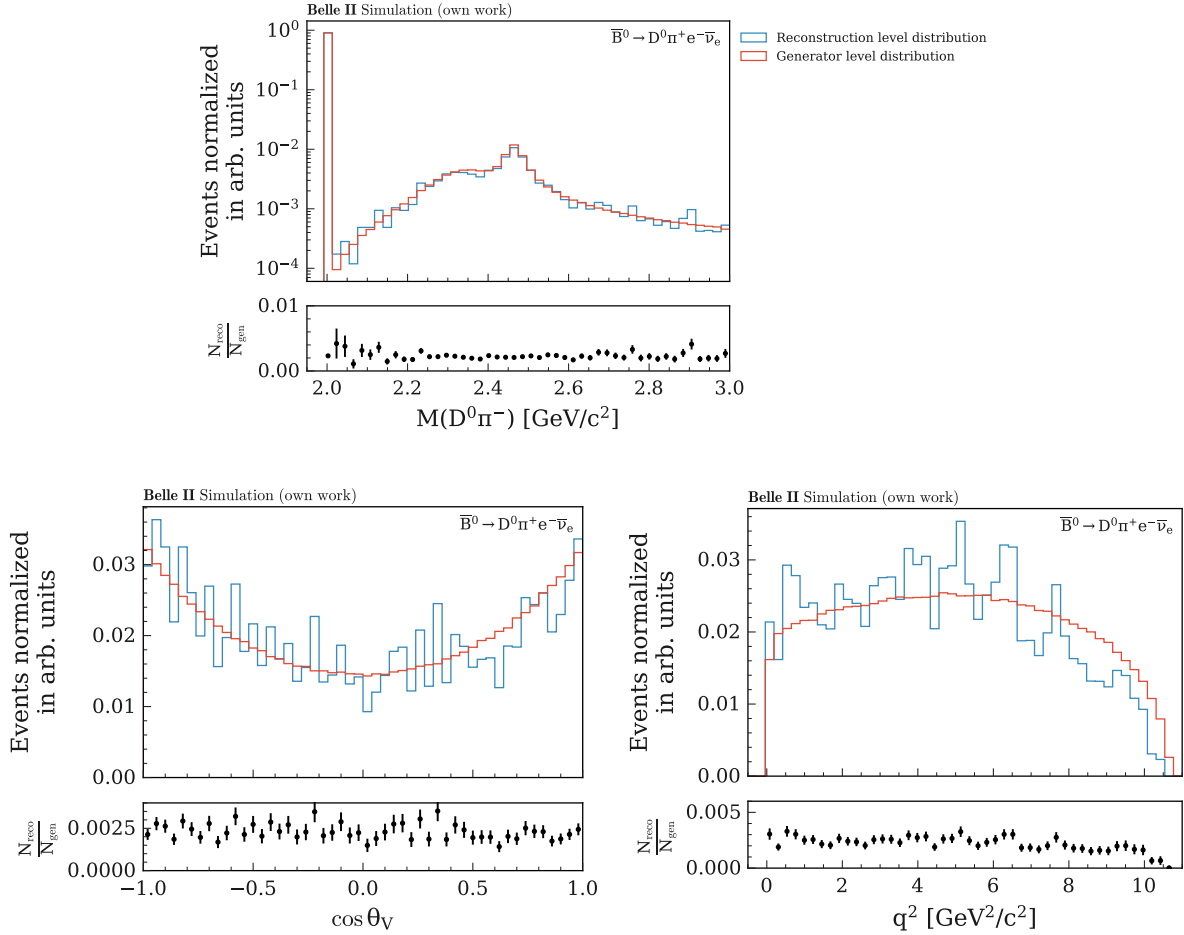 Belle II Simulation (own work)
B̅⁰ → D⁰π⁺e⁻ν̅ₑ
Reconstruction level distribution
Generator level distribution
Events normalized
in arb. units
10⁰
10⁻¹
10⁻²
10⁻³
10⁻⁴
N_reco
N_gen
0.01
0.00
2.0 2.2 2.4 2.6 2.8 3.0
M(D⁰π⁻) [GeV/c²]
Belle II Simulation (own work)
B̅⁰ → D⁰π⁺e⁻ν̅ₑ
Events normalized
in arb. units
0.03
0.02
0.01
0.00
N_reco
N_gen
0.0025
0.0000
−1.0 −0.5 0.0 0.5 1.0
cos θ_V
Belle II Simulation (own work)
B̅⁰ → D⁰π⁺e⁻ν̅ₑ
Events normalized
in arb. units
0.03
0.02
0.01
0.00
N_reco
N_gen
0.005
0.000
0 2 4 6 8 10
q² [GeV²/c²]